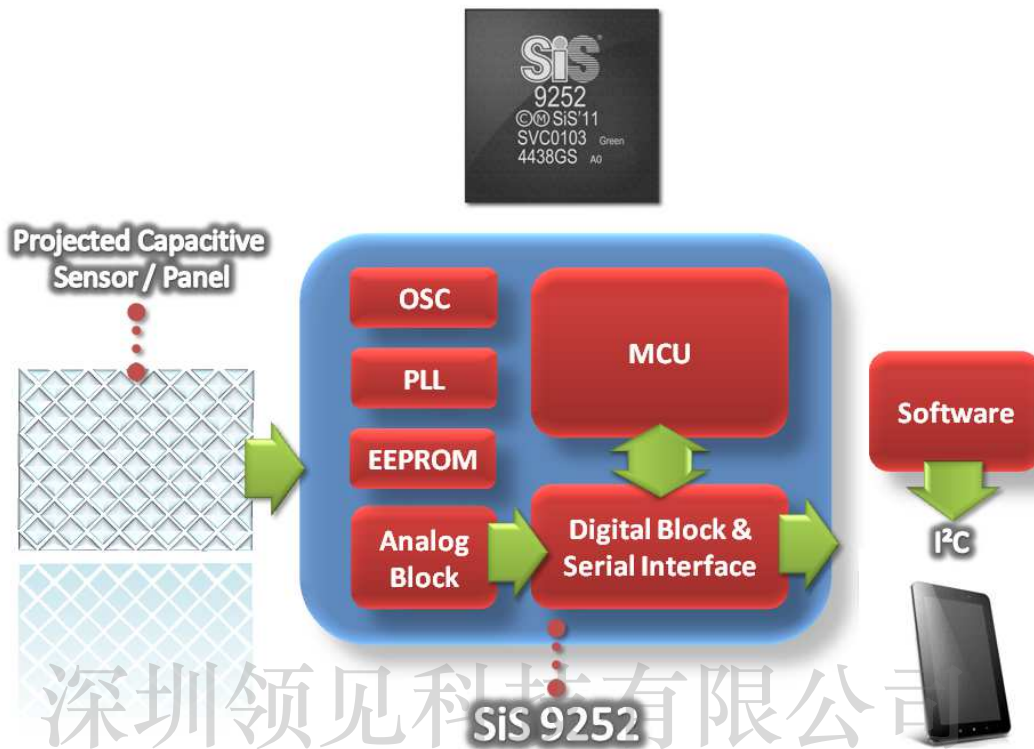 SiS
9252
ⒸⓂ SiS'11
SVC0103 Green
4438GS A0
Projected Capacitive
Sensor / Panel
OSC
PLL
EEPROM
Analog
Block
MCU
Digital Block &
Serial Interface
Software
I²C
SiS 9252
深圳领见科技有限公司